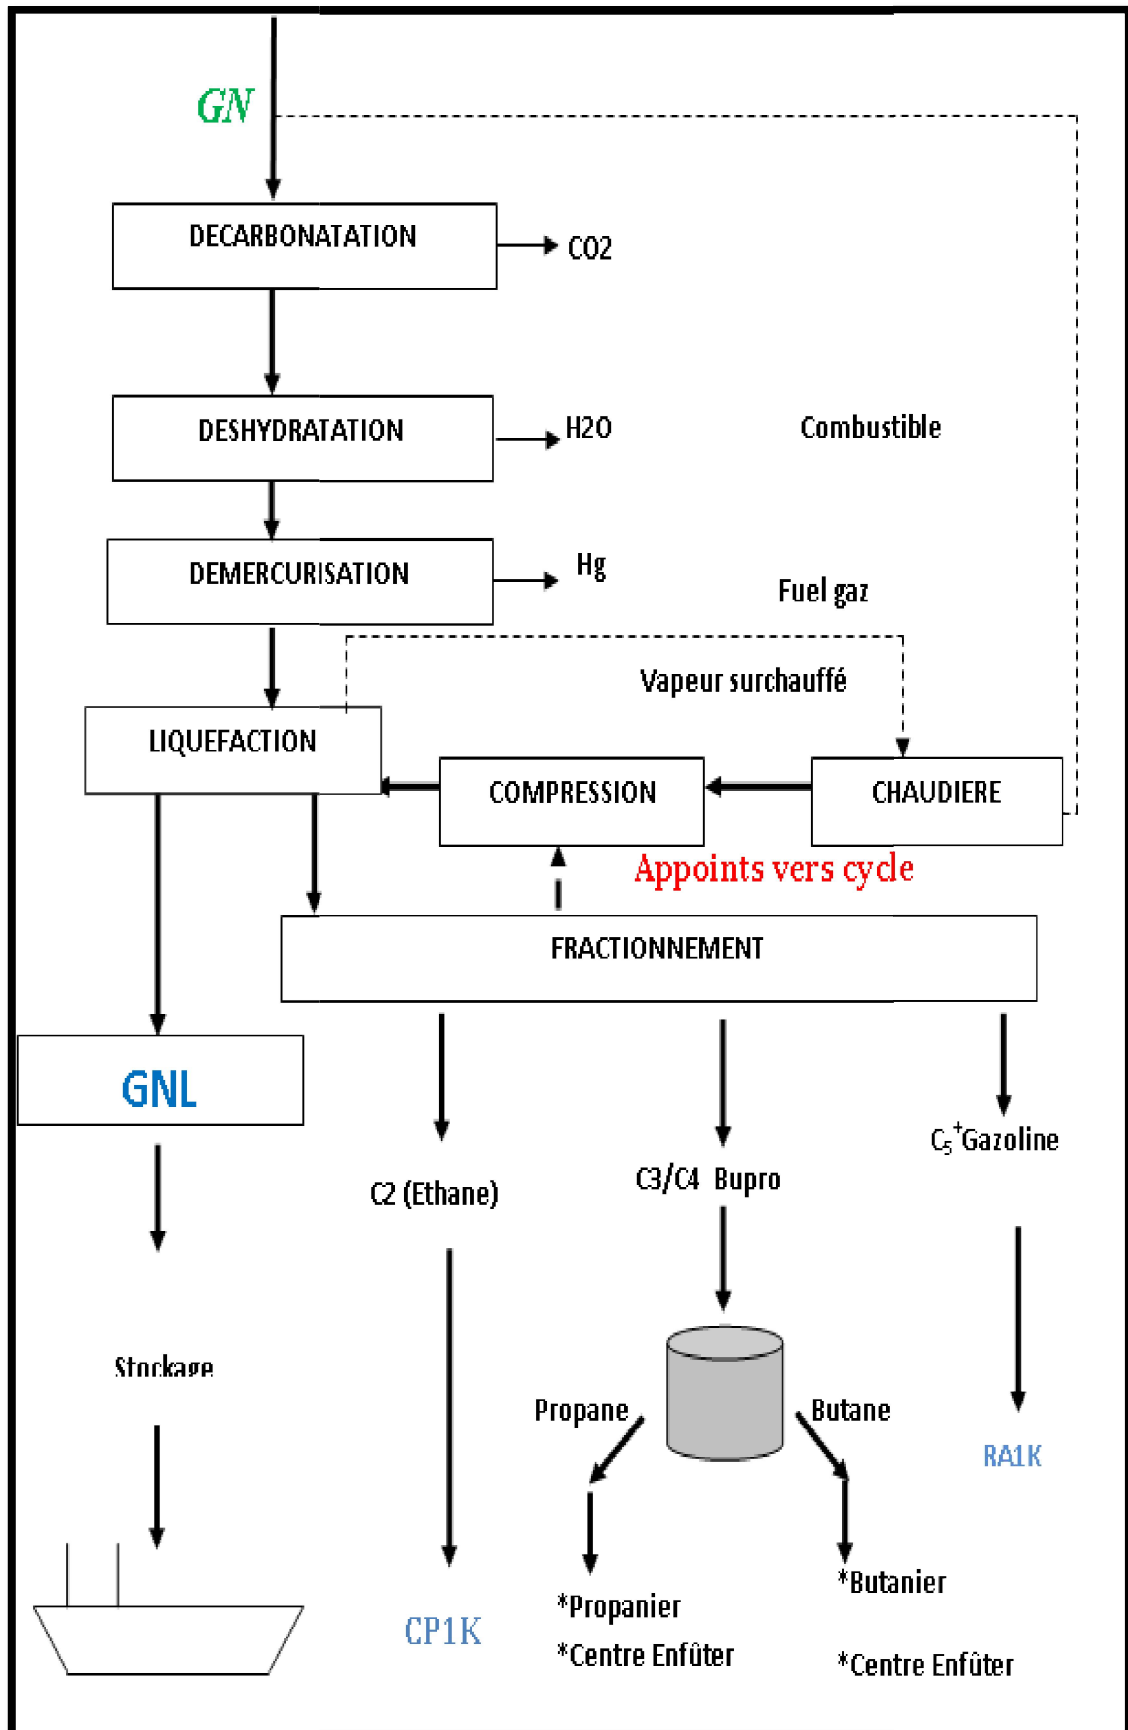 GN
DECARBONATATION
CO2
DESHYDRATATION
H2O
Combustible
DEMERCURISATION
Hg
Fuel gaz
Vapeur surchauffé
LIQUEFACTION
COMPRESSION
CHAUDIERE
Appoints vers cycle
FRACTIONNEMENT
GNL
C2 (Ethane)
C3/C4 Bupro
C5+Gazoline
Stockage
Propane
Butane
RA1K
CP1K
*Propanier
*Centre Enfûter
*Butanier
*Centre Enfûter